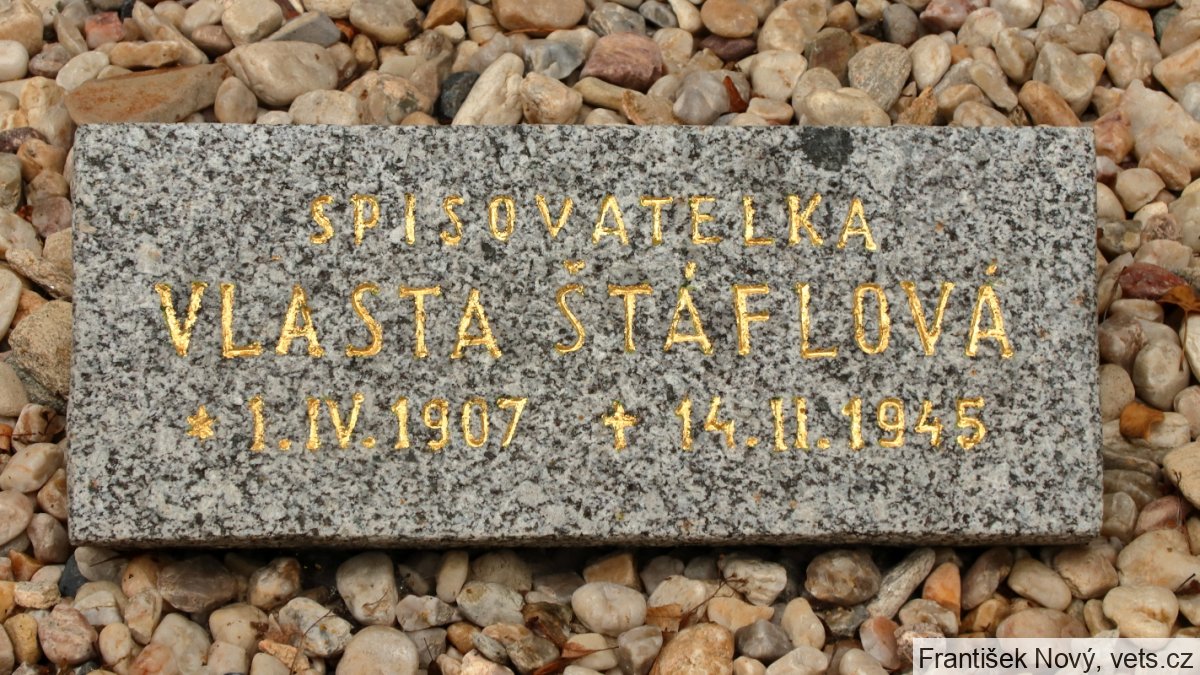 SPISOVATELKA
VLASTA ŠTÁFLOVÁ
* 1.IV.1907 ✝ 14.II.1945
František Nový, vets.cz